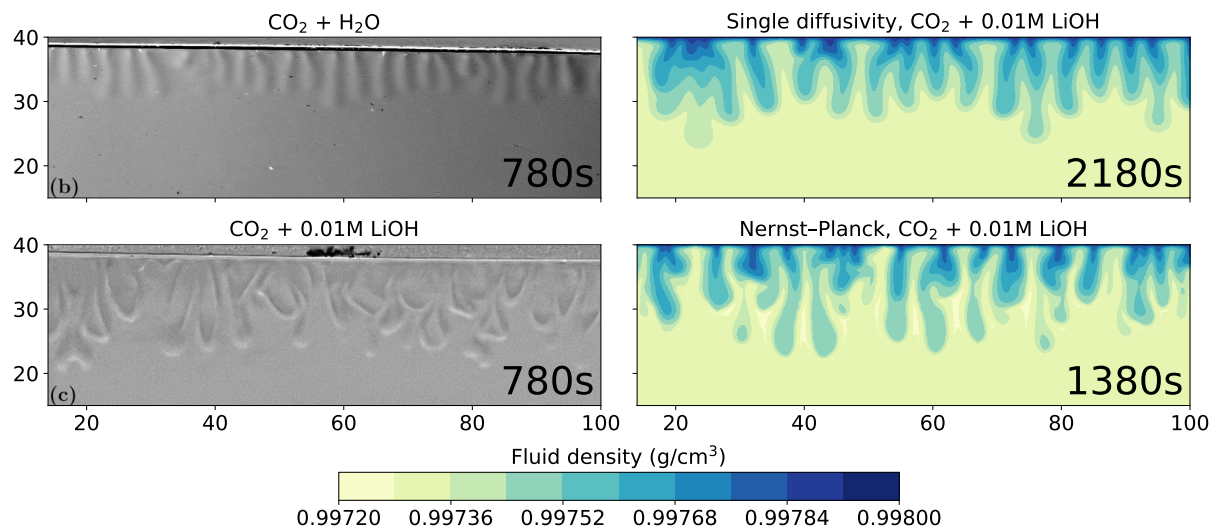 CO₂ + H₂O
Single diffusivity, CO₂ + 0.01M LiOH
40
30
20
(b)
780s
2180s
CO₂ + 0.01M LiOH
Nernst–Planck, CO₂ + 0.01M LiOH
40
30
20
(c)
780s
1380s
20 40 60 80 100
20 40 60 80 100
Fluid density (g/cm³)
0.99720 0.99736 0.99752 0.99768 0.99784 0.99800